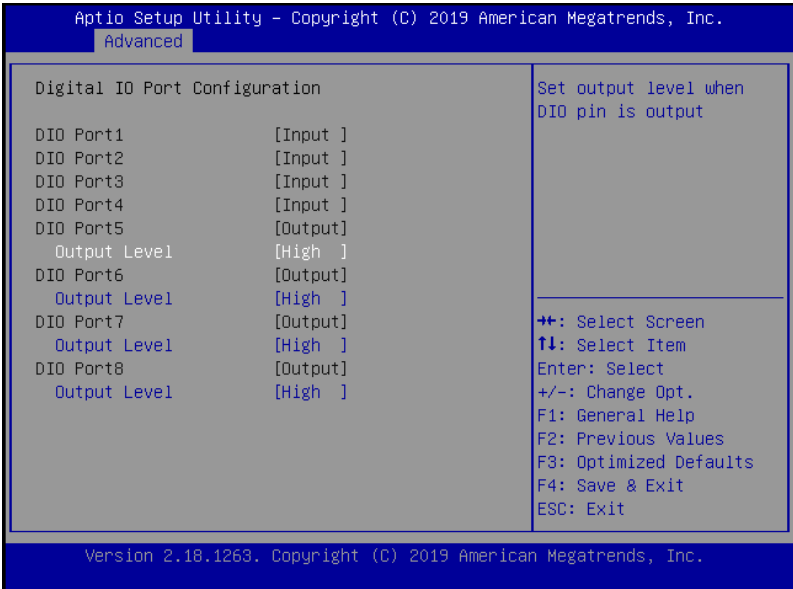 Aptio Setup Utility – Copyright (C) 2019 American Megatrends, Inc.
Advanced
Digital IO Port Configuration
DIO Port1 [Input ]
DIO Port2 [Input ]
DIO Port3 [Input ]
DIO Port4 [Input ]
DIO Port5 [Output]
Output Level [High ]
DIO Port6 [Output]
Output Level [High ]
DIO Port7 [Output]
Output Level [High ]
DIO Port8 [Output]
Output Level [High ]
Set output level when
DIO pin is output
→←: Select Screen
↑↓: Select Item
Enter: Select
+/-: Change Opt.
F1: General Help
F2: Previous Values
F3: Optimized Defaults
F4: Save & Exit
ESC: Exit
Version 2.18.1263. Copyright (C) 2019 American Megatrends, Inc.